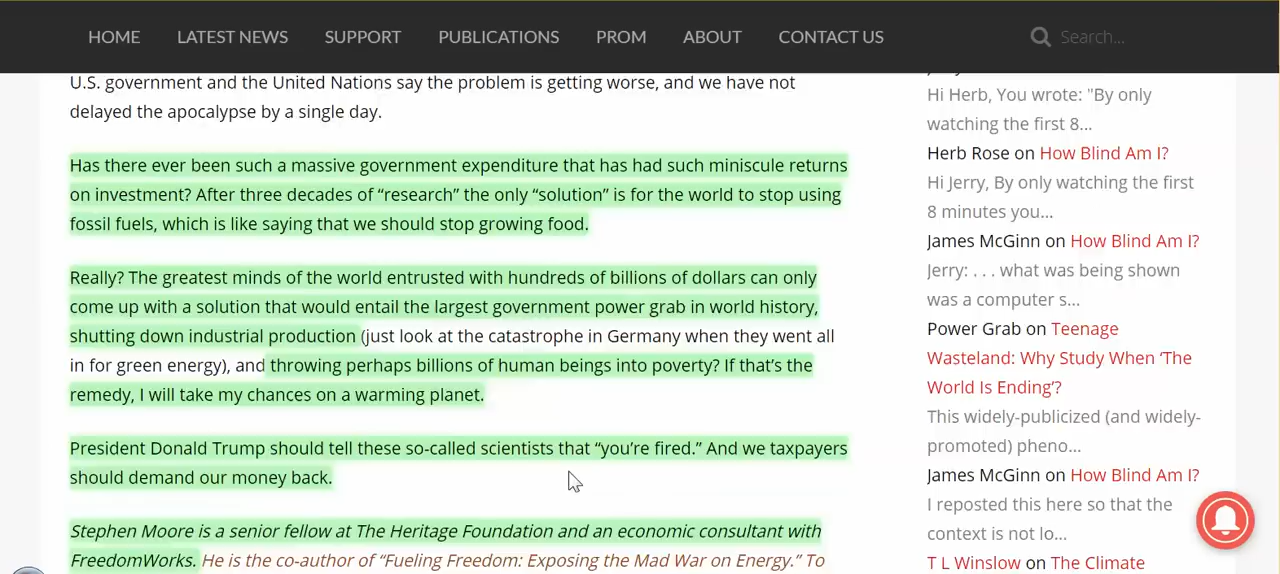 HOME LATEST NEWS SUPPORT PUBLICATIONS PROM ABOUT CONTACT US Search...
U.S. government and the United Nations say the problem is getting worse, and we have not
delayed the apocalypse by a single day.
Has there ever been such a massive government expenditure that has had such miniscule returns
on investment? After three decades of “research” the only “solution” is for the world to stop using
fossil fuels, which is like saying that we should stop growing food.
Really? The greatest minds of the world entrusted with hundreds of billions of dollars can only
come up with a solution that would entail the largest government power grab in world history,
shutting down industrial production (just look at the catastrophe in Germany when they went all
in for green energy), and throwing perhaps billions of human beings into poverty? If that’s the
remedy, I will take my chances on a warming planet.
President Donald Trump should tell these so-called scientists that “you’re fired.” And we taxpayers
should demand our money back.
Stephen Moore is a senior fellow at The Heritage Foundation and an economic consultant with
FreedomWorks. He is the co-author of “Fueling Freedom: Exposing the Mad War on Energy.” To
Hi Herb, You wrote: "By only
watching the first 8...
Herb Rose on How Blind Am I?
Hi Jerry, By only watching the first
8 minutes you...
James McGinn on How Blind Am I?
Jerry: . . . what was being shown
was a computer s...
Power Grab on Teenage
Wasteland: Why Study When ‘The
World Is Ending’?
This widely-publicized (and widely-
promoted) pheno...
James McGinn on How Blind Am I?
I reposted this here so that the
context is not lo...
T L Winslow on The Climate